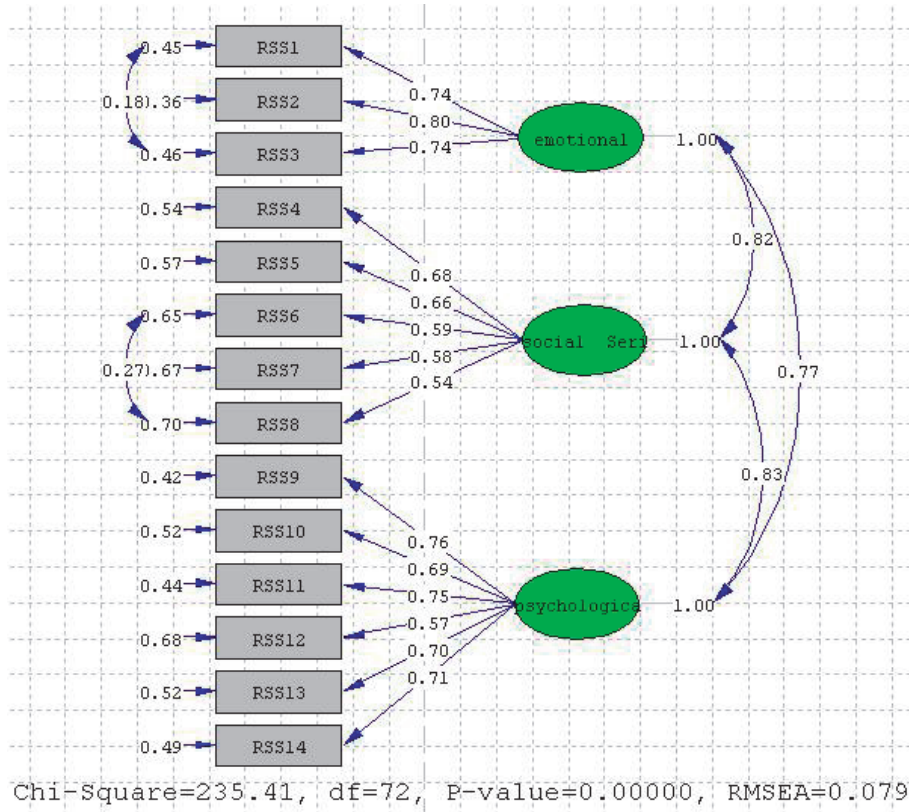 0.45 RSS1
0.74
0.18 0.36 RSS2
0.80
0.46 RSS3
0.74
emotional 1.00
0.54 RSS4
0.57 RSS5
0.68
0.66
0.82
0.65 RSS6
0.59
social Seri 1.00
0.27 0.67 RSS7
0.58
0.54
0.77
0.70 RSS8
0.42 RSS9
0.83
0.52 RSS10
0.76
0.69
0.44 RSS11
0.75
psychologica 1.00
0.68 RSS12
0.57
0.70
0.52 RSS13
0.71
0.49 RSS14
Chi-Square=235.41, df=72, P-value=0.00000, RMSEA=0.079